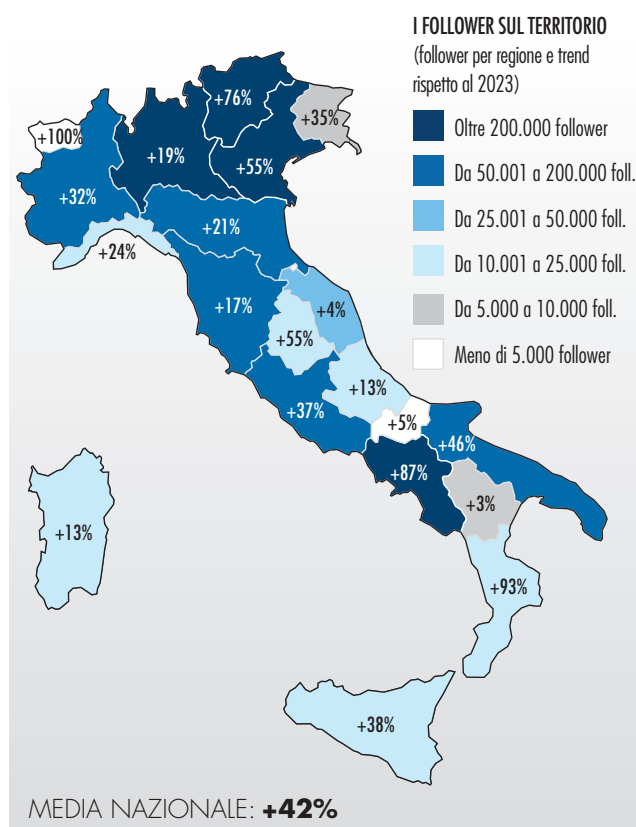 I FOLLOWER SUL TERRITORIO
(follower per regione e trend
rispetto al 2023)
Oltre 200.000 follower
Da 50.001 a 200.000 foll.
Da 25.001 a 50.000 foll.
Da 10.001 a 25.000 foll.
Da 5.000 a 10.000 foll.
Meno di 5.000 follower
+76%
+35%
+100%
+19%
+55%
+32%
+21%
+24%
+17%
+4%
+55%
+13%
+37%
+5%
+46%
+87%
+3%
+13%
+93%
+38%
MEDIA NAZIONALE: +42%